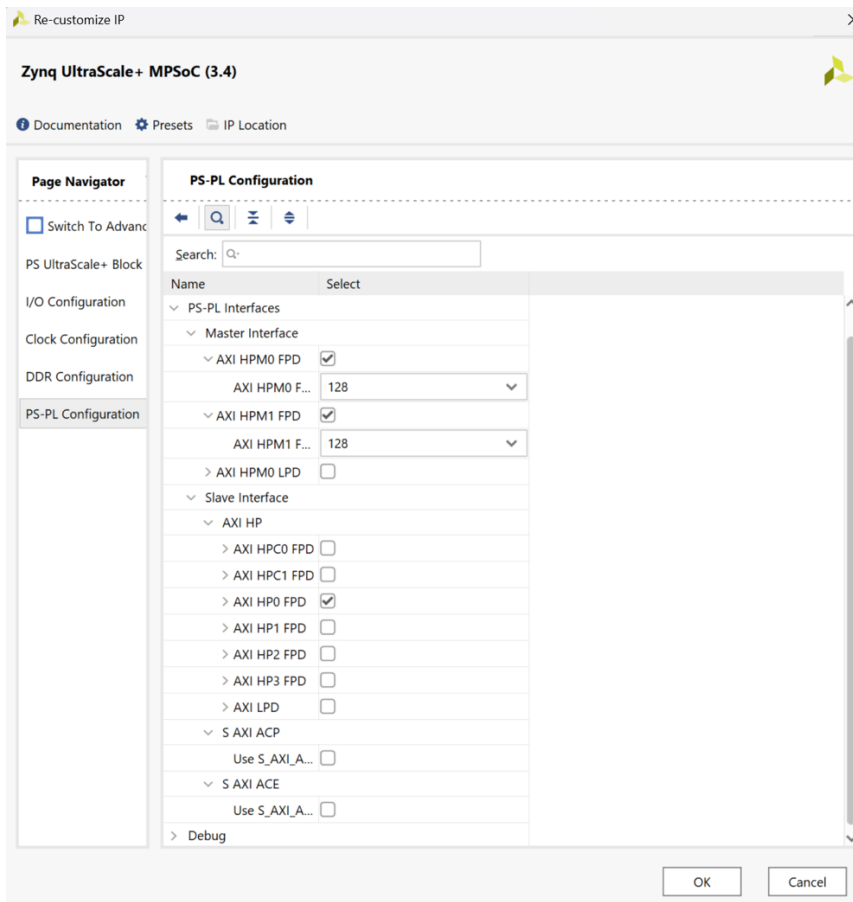 Re-customize IP
Zynq UltraScale+ MPSoC (3.4)
Documentation Presets IP Location
Page Navigator
Switch To Advanc
PS UltraScale+ Block
I/O Configuration
Clock Configuration
DDR Configuration
PS-PL Configuration
PS-PL Configuration
Search:
Name Select
PS-PL Interfaces
Master Interface
AXI HPM0 FPD
AXI HPM0 F... 128
AXI HPM1 FPD
AXI HPM1 F... 128
AXI HPM0 LPD
Slave Interface
AXI HP
AXI HPC0 FPD
AXI HPC1 FPD
AXI HP0 FPD
AXI HP1 FPD
AXI HP2 FPD
AXI HP3 FPD
AXI LPD
S AXI ACP
Use S_AXI_A...
S AXI ACE
Use S_AXI_A...
Debug
OK Cancel